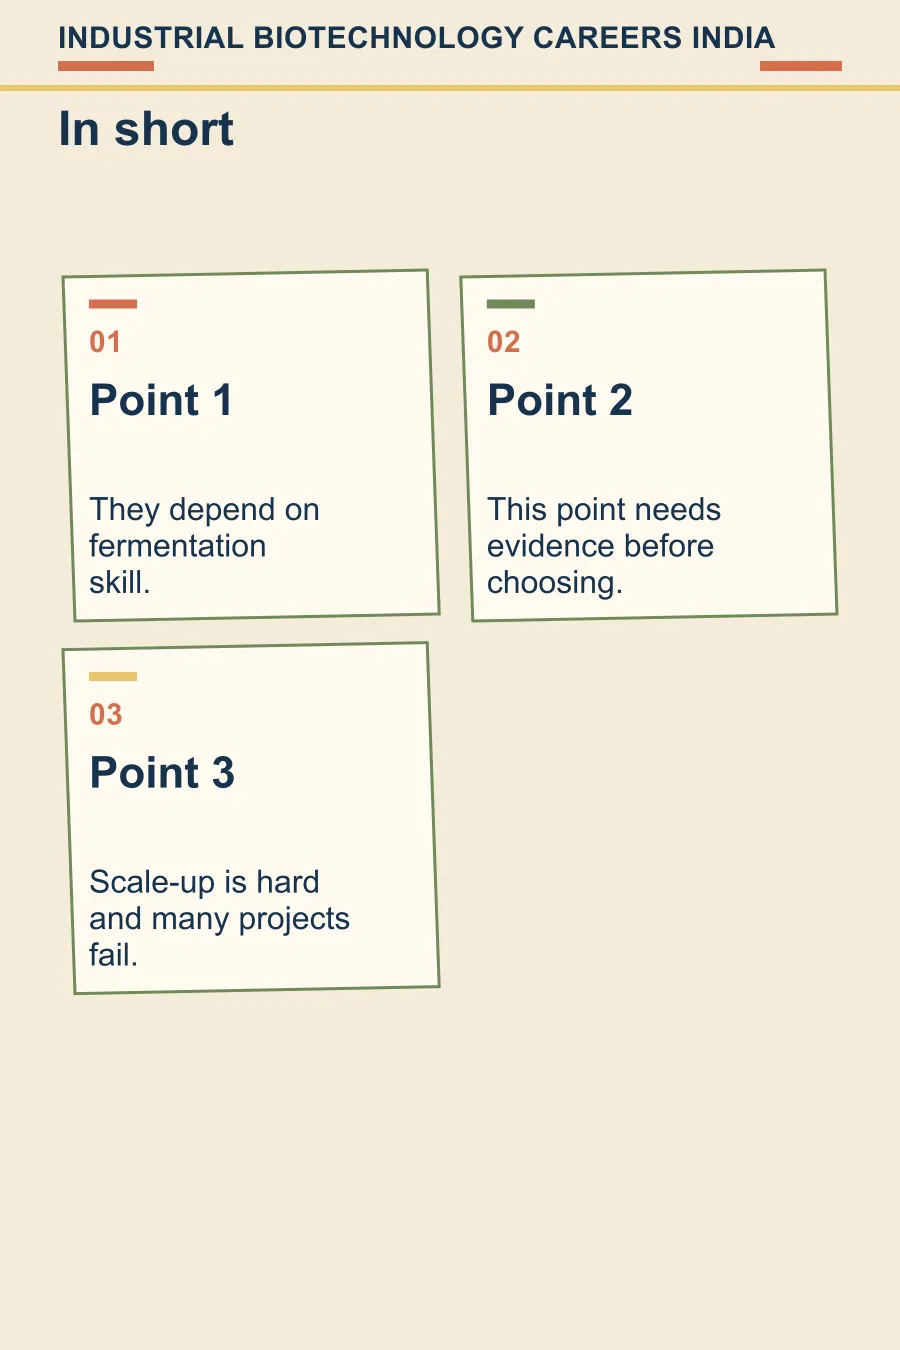 INDUSTRIAL BIOTECHNOLOGY CAREERS INDIA
In short
01
Point 1
They depend on
fermentation
skill.
02
Point 2
This point needs
evidence before
choosing.
03
Point 3
Scale-up is hard
and many projects
fail.